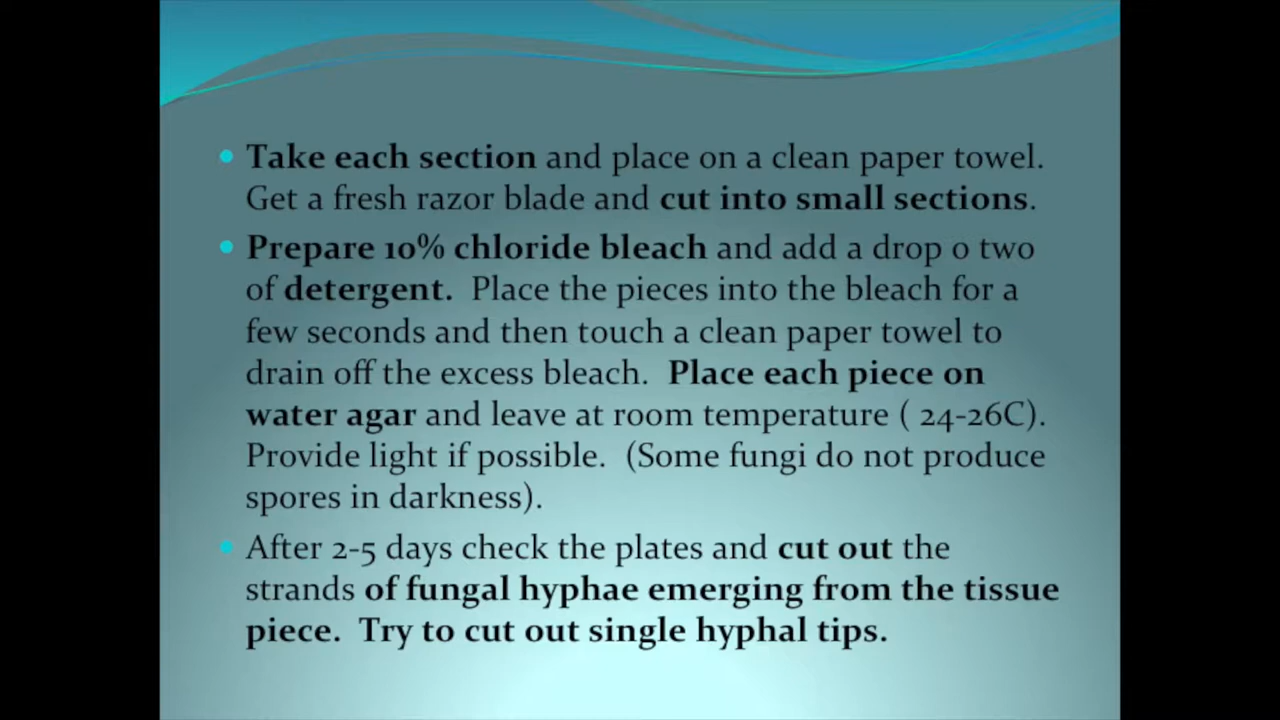 Take each section and place on a clean paper towel.
Get a fresh razor blade and cut into small sections.
Prepare 10% chloride bleach and add a drop o two
of detergent. Place the pieces into the bleach for a
few seconds and then touch a clean paper towel to
drain off the excess bleach. Place each piece on
water agar and leave at room temperature ( 24-26C).
Provide light if possible. (Some fungi do not produce
spores in darkness).
After 2-5 days check the plates and cut out the
strands of fungal hyphae emerging from the tissue
piece. Try to cut out single hyphal tips.